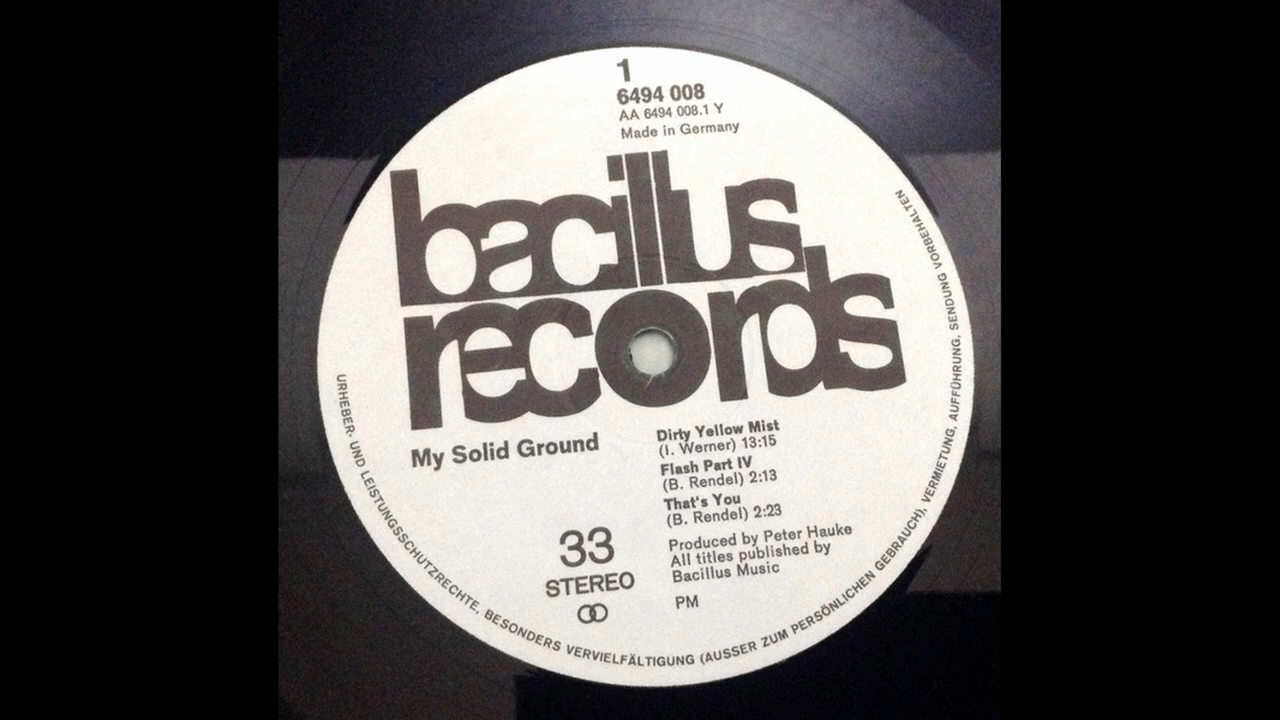 1
6494 008
AA 6494 008.1 Y
Made in Germany
bacillus
records
My Solid Ground
Dirty Yellow Mist
(I. Werner) 13:15
Flash Part IV
(B. Rendel) 2:13
That's You
(B. Rendel) 2:23
Produced by Peter Hauke
All titles published by
Bacillus Music
PM
33
STEREO
URHEBER- UND LEISTUNGSSCHUTZRECHTE, BESONDERS VERVIELFÄLTIGUNG (AUSSER ZUM PERSÖNLICHEN GEBRAUCH), VERMIETUNG, AUFFÜHRUNG, SENDUNG VORBEHALTEN